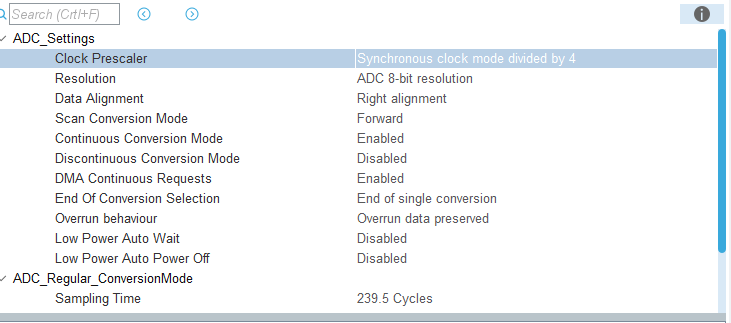 Search (CrtI+F)
ADC_Settings
Clock Prescaler Synchronous clock mode divided by 4
Resolution ADC 8-bit resolution
Data Alignment Right alignment
Scan Conversion Mode Forward
Continuous Conversion Mode Enabled
Discontinuous Conversion Mode Disabled
DMA Continuous Requests Enabled
End Of Conversion Selection End of single conversion
Overrun behaviour Overrun data preserved
Low Power Auto Wait Disabled
Low Power Auto Power Off Disabled
ADC_Regular_ConversionMode
Sampling Time 239.5 Cycles